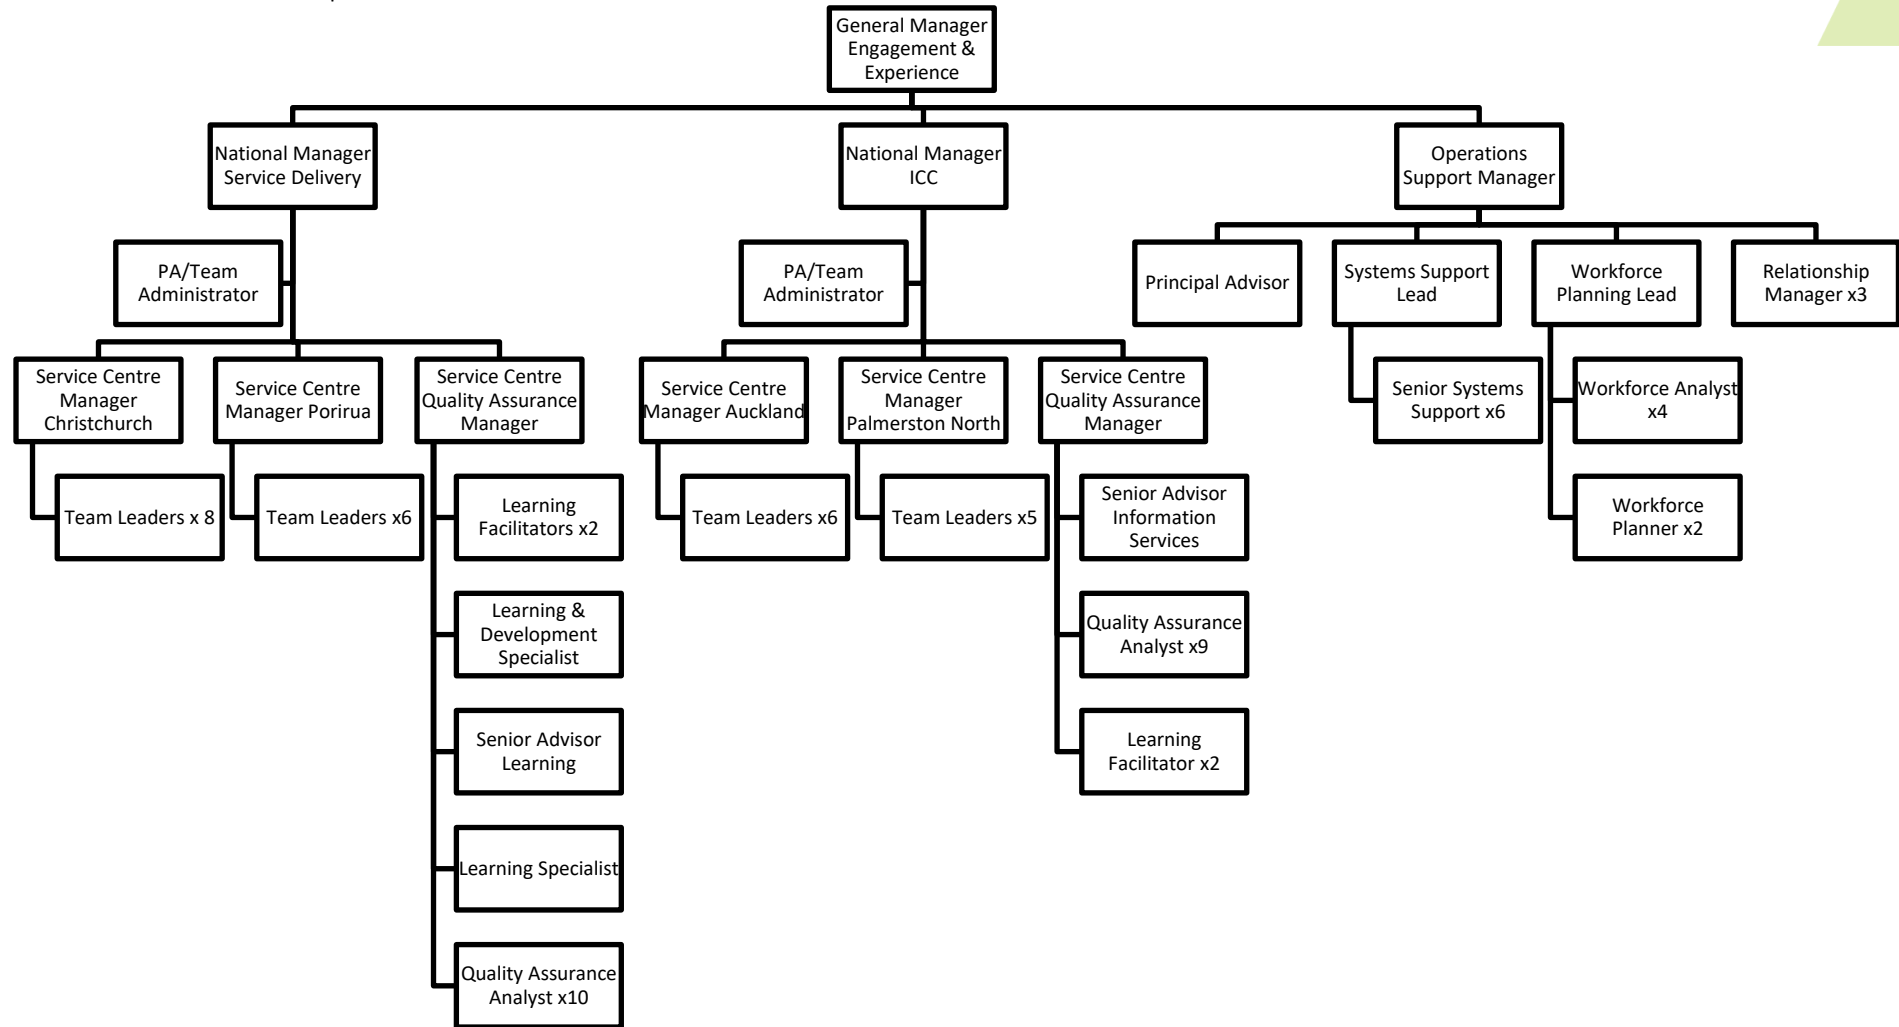 General Manager
Engagement &
Experience
National Manager
Service Delivery
National Manager
ICC
Operations
Support Manager
PA/Team
Administrator
PA/Team
Administrator
Principal Advisor
Systems Support
Lead
Workforce
Planning Lead
Relationship
Manager x3
Service Centre
Manager
Christchurch
Service Centre
Manager Porirua
Service Centre
Quality Assurance
Manager
Service Centre
Manager Auckland
Service Centre
Manager
Palmerston North
Service Centre
Quality Assurance
Manager
Senior Systems
Support x6
Workforce Analyst
x4
Team Leaders x 8
Team Leaders x6
Learning
Facilitators x2
Team Leaders x6
Team Leaders x5
Senior Advisor
Information
Services
Workforce
Planner x2
Learning &
Development
Specialist
Quality Assurance
Analyst x9
Senior Advisor
Learning
Learning
Facilitator x2
Learning Specialist
Quality Assurance
Analyst x10